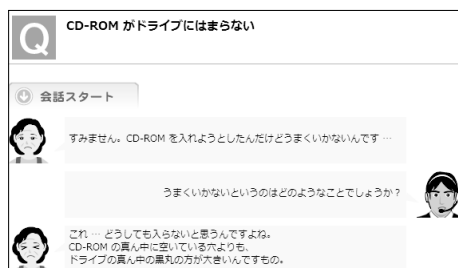 Q
CD-ROM がドライブにはまらない
会話スタート
すみません。CD-ROM を入れようとしたんだけどうまくいかないんです …
うまくいかないというのはどのようなことでしょうか？
これ … どうしても入らないと思うんですよね。
CD-ROM の真ん中に空いている穴よりも、
ドライブの真ん中の黒丸の方が大きいんですもの。